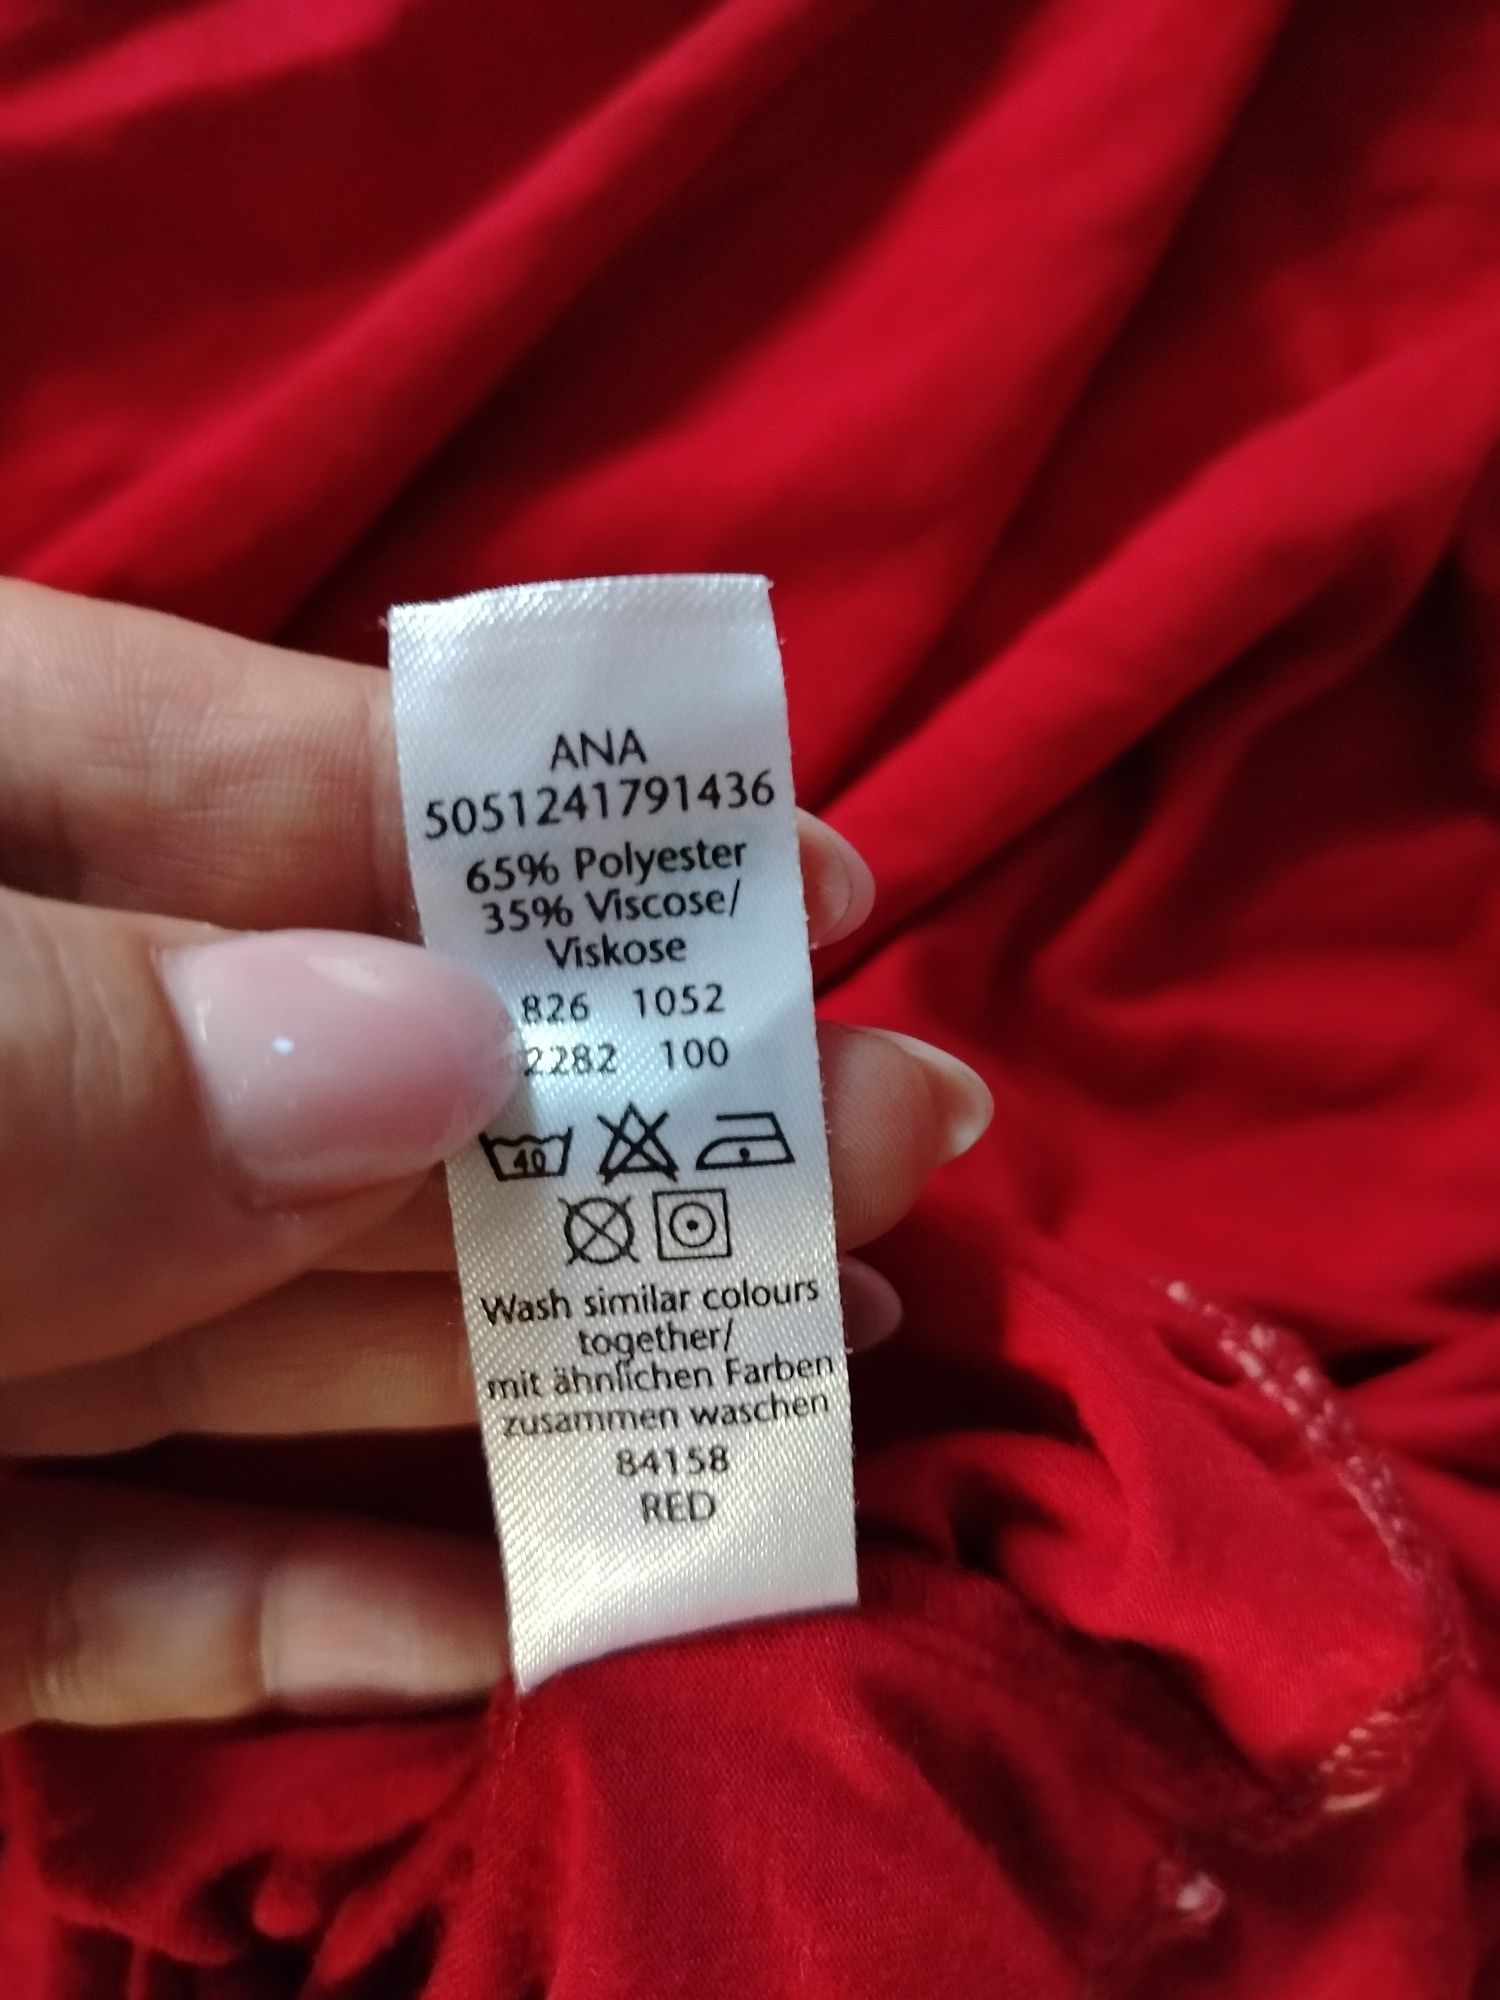 ANA
5051241791436
65% Polyester
35% Viscose/
Viskose
826 1052
2282 100
40
Wash similar colours
together/
mit ähnlichen Farben
zusammen waschen
84158
RED